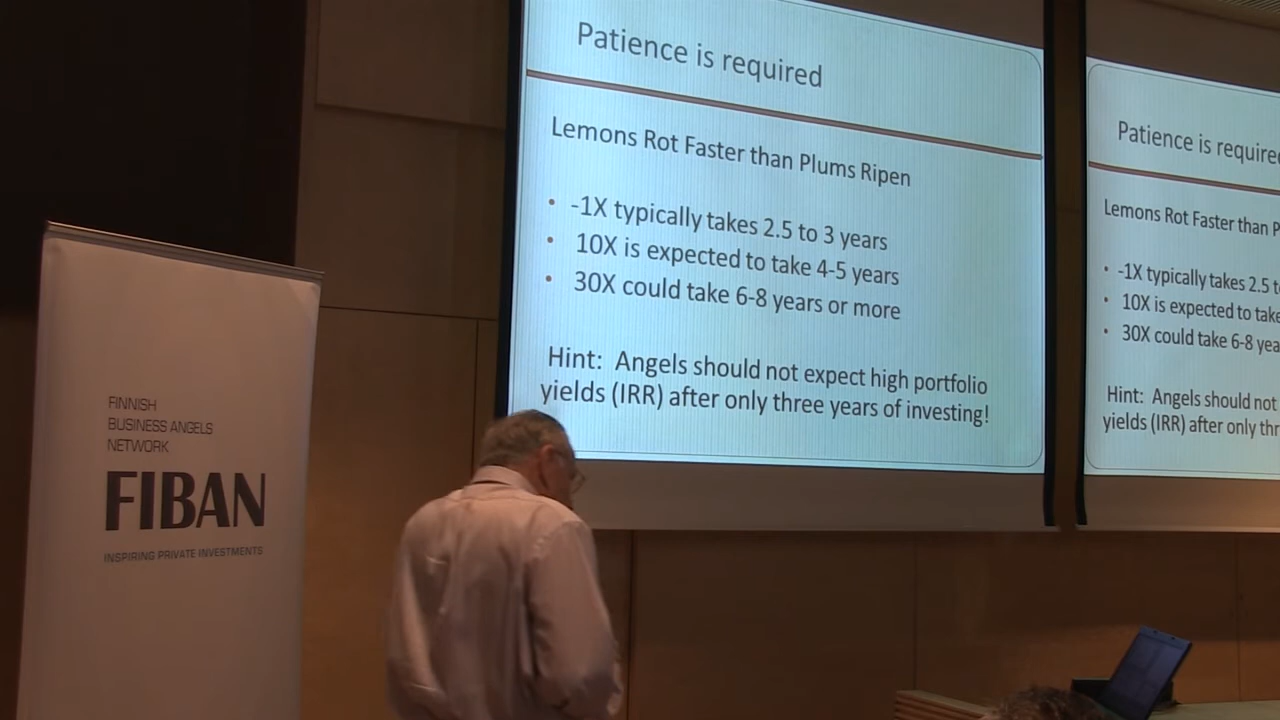 Patience is required
Lemons Rot Faster than Plums Ripen
• -1X typically takes 2.5 to 3 years
• 10X is expected to take 4-5 years
• 30X could take 6-8 years or more
Hint: Angels should not expect high portfolio
yields (IRR) after only three years of investing!
Patience is require
Lemons Rot Faster than P
• -1X typically takes 2.5 t
• 10X is expected to take
• 30X could take 6-8 yea
Hint: Angels should not
yields (IRR) after only thr
FINNISH
BUSINESS ANGELS
NETWORK
FIBAN
INSPIRING PRIVATE INVESTMENTS